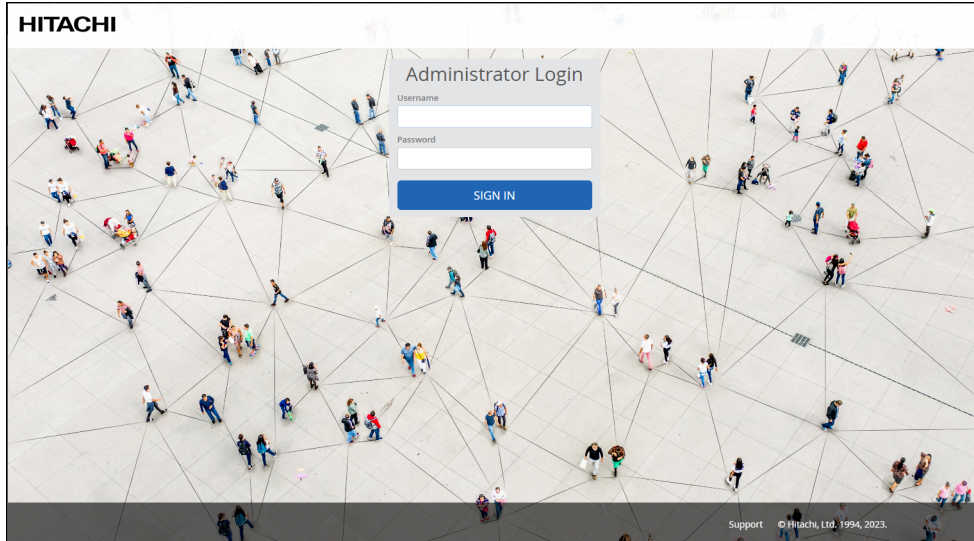 HITACHI
Administrator Login
Username
Password
SIGN IN
Support © Hitachi, Ltd. 1994, 2023.